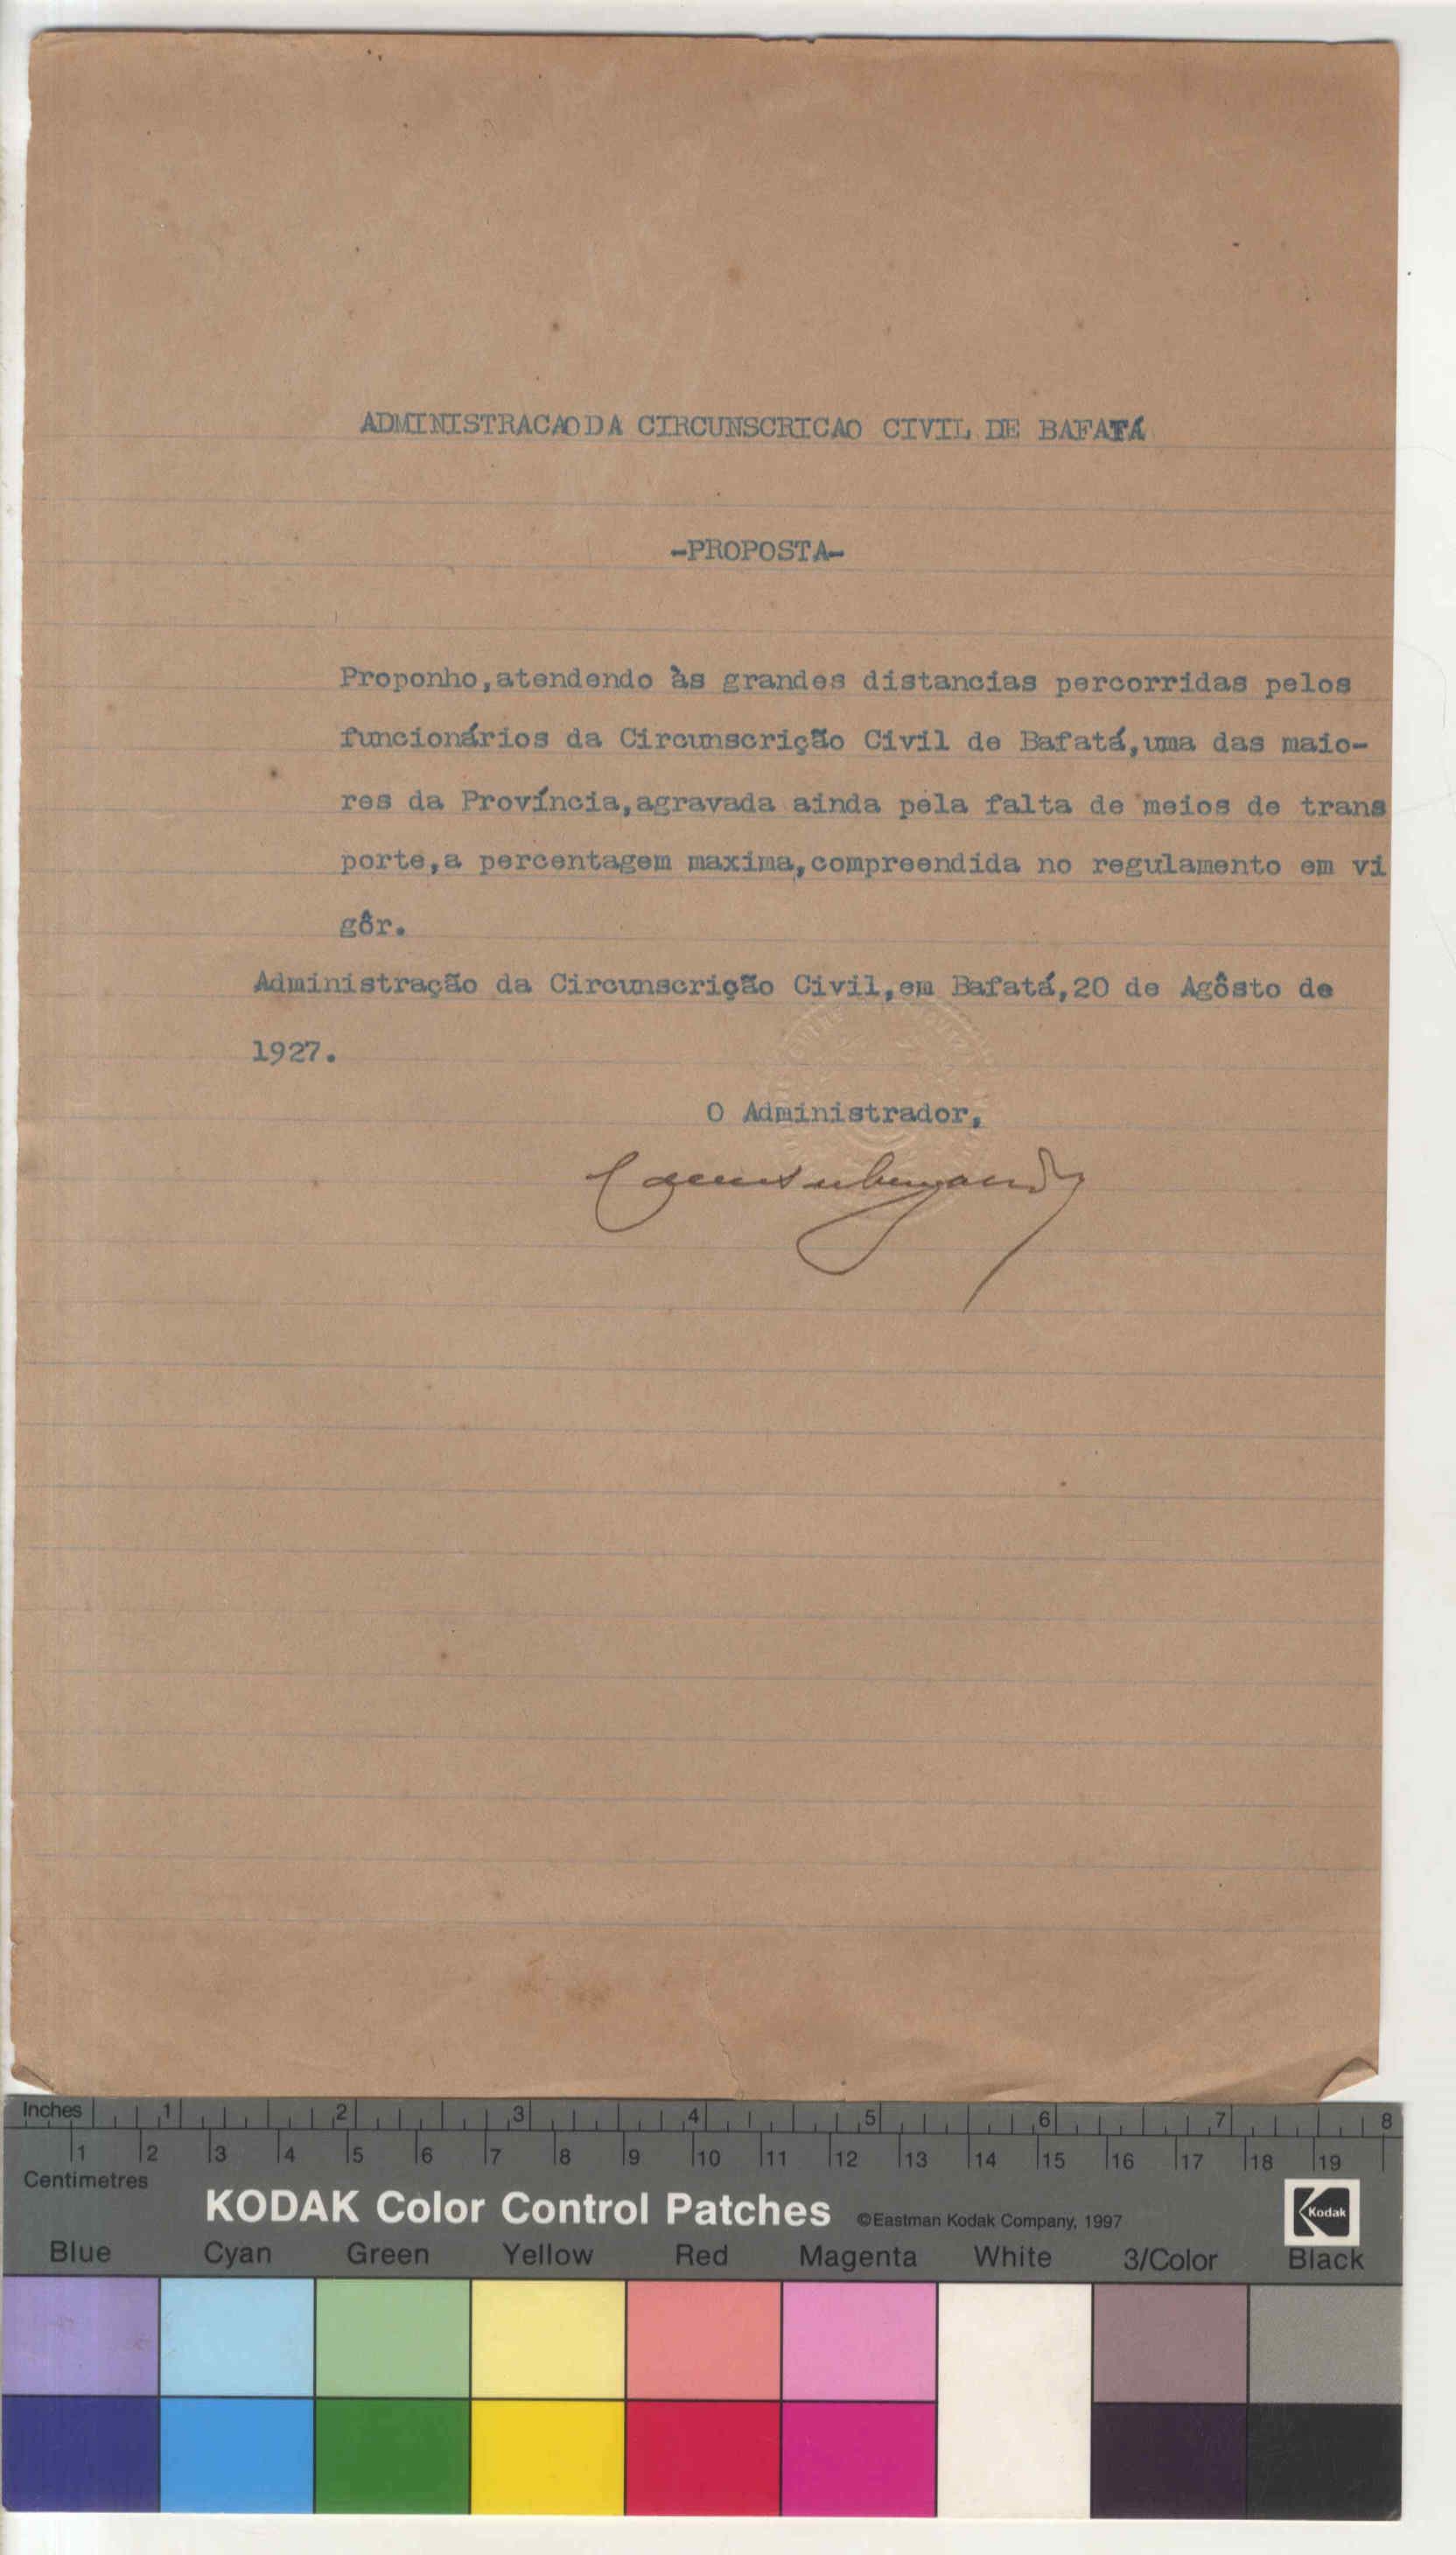 ADMINISTRACAO DA CIRCUNSCRICAO CIVIL DE BAFATÁ
-PROPOSTA-
Proponho,atendendo às grandes distancias percorridas pelos
funcionários da Circunscrição Civil de Bafatá,uma das maio-
res da Província,agravada ainda pela falta de meios de trans
porte,a percentagem maxima,compreendida no regulamento em vi
gôr.
Administração da Circunscrição Civil,em Bafatá,20 de Agôsto de
1927.
O Administrador,
Inches 1 2 3 4 5 6 7 8
1 2 3 4 5 6 7 8 9 10 11 12 13 14 15 16 17 18 19
Centimetres
KODAK Color Control Patches ©Eastman Kodak Company, 1997 Kodak
Blue Cyan Green Yellow Red Magenta White 3/Color Black